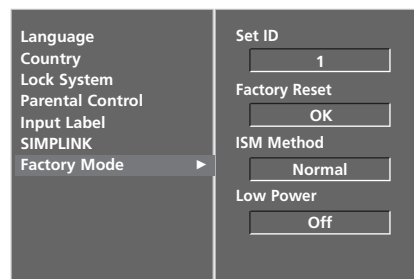 Language
Country
Lock System
Parental Control
Input Label
SIMPLINK
Factory Mode ►
Set ID
1
Factory Reset
OK
ISM Method
Normal
Low Power
Off